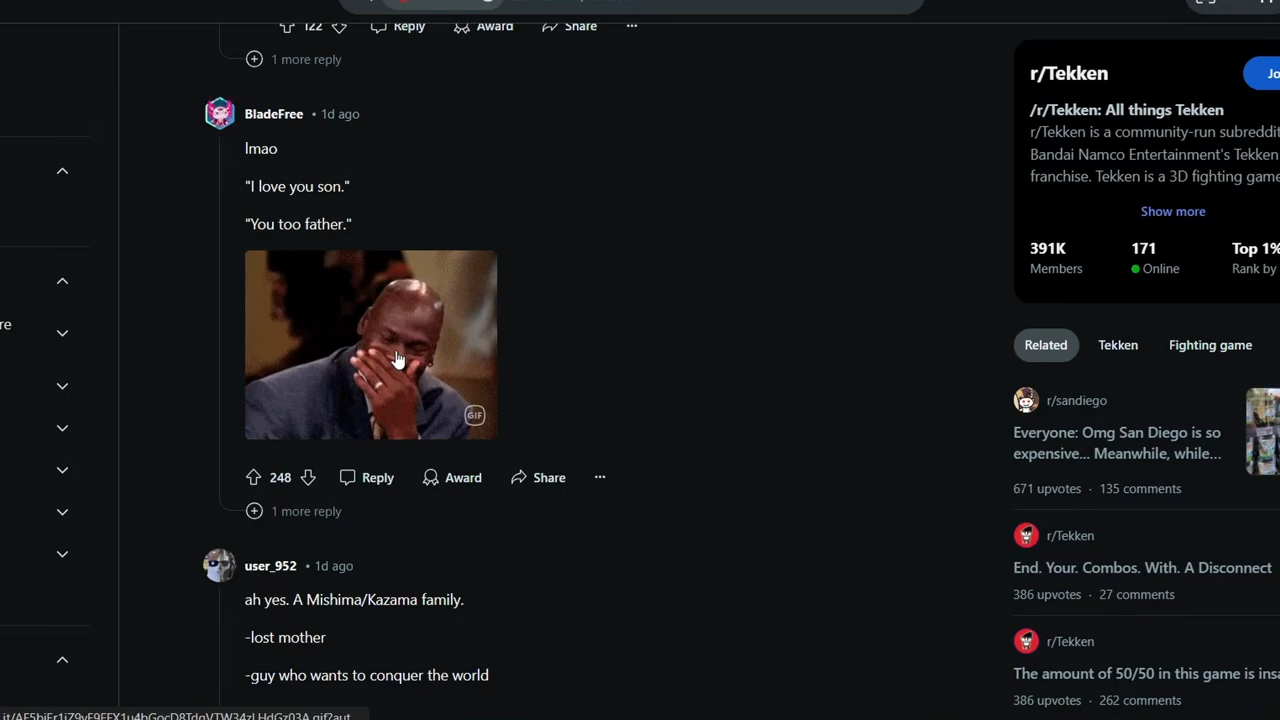 122
Reply
Award
Share
1 more reply
BladeFree • 1d ago
lmao
"I love you son."
"You too father."
GIF
248
Reply
Award
Share
1 more reply
user_952 • 1d ago
ah yes. A Mishima/Kazama family.
-lost mother
-guy who wants to conquer the world
r/Tekken
Jo
/r/Tekken: All things Tekken
r/Tekken is a community-run subreddit
Bandai Namco Entertainment's Tekken
franchise. Tekken is a 3D fighting game
Show more
391K
171
Top 1%
Members
Online
Rank by
Related
Tekken
Fighting game
r/sandiego
Everyone: Omg San Diego is so
expensive... Meanwhile, while...
671 upvotes · 135 comments
r/Tekken
End. Your. Combos. With. A Disconnect
386 upvotes · 27 comments
r/Tekken
The amount of 50/50 in this game is insa
386 upvotes · 262 comments
re